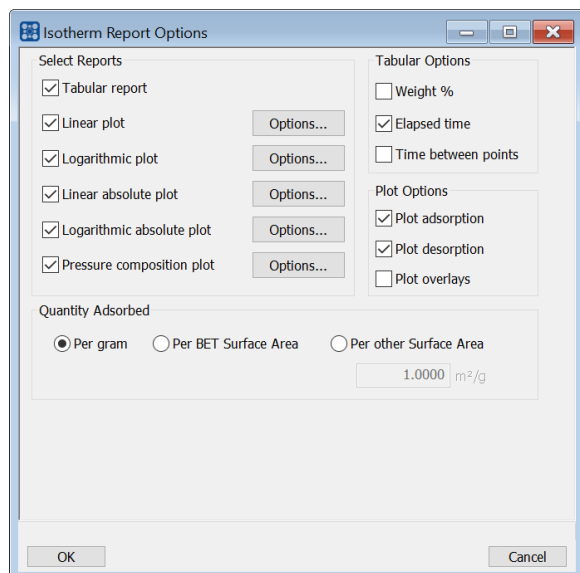 Isotherm Report Options
Select Reports
Tabular report
Linear plot Options...
Logarithmic plot Options...
Linear absolute plot Options...
Logarithmic absolute plot Options...
Pressure composition plot Options...
Tabular Options
Weight %
Elapsed time
Time between points
Plot Options
Plot adsorption
Plot desorption
Plot overlays
Quantity Adsorbed
Per gram Per BET Surface Area Per other Surface Area
1.0000 m²/g
OK Cancel